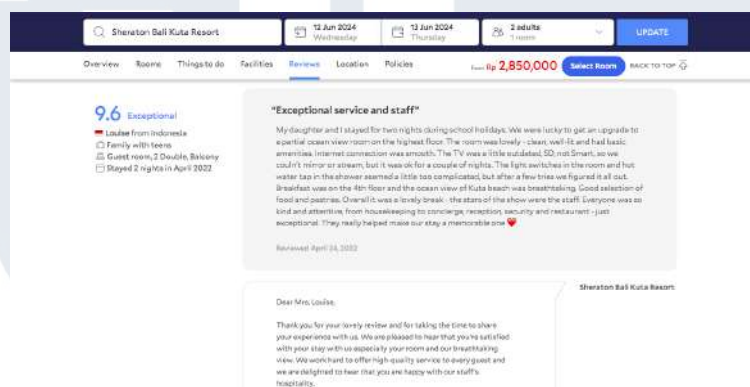 Sheraton Bali Kuta Resort
12 Jun 2024
Wednesday
13 Jun 2024
Thursday
2 adults
1 room
UPDATE
Overview Rooms Things to do Facilities Reviews Location Policies
Rp 2,850,000 Select Room BACK TO TOP
9.6 Exceptional
Louise from Indonesia
Family with teens
Guest room, 2 Double, Balcony
Stayed 2 nights in April 2022
"Exceptional service and staff"
My daughter and I stayed for two nights during school holidays. We were lucky to get an upgrade to
a partial ocean view room on the highest floor. The room was lovely - clean, well-lit and had basic
amenities. Internet connection was smooth. The TV was a little outdated, SD, not Smart, so we
couln't mirror or stream, but it was ok for a couple of nights. The light switches in the room and hot
water tap in the shower seemed a little too complicated, but after a few tries we figured it all out.
Breakfast was on the 4th floor and the ocean view of Kuta beach was breathtaking. Good selection of
food and pastries. Overall it was a lovely break - the stars of the show were the staff. Everyone was so
kind and attentive, from housekeeping to concierge, reception, security and restaurant - just
exceptional. They really helped make our stay a memorable one ❤️
Reviewed April 24, 2022
Sheraton Bali Kuta Resort
Dear Mrs. Louise,
Thank you for your lovely review and for taking the time to share
your experience with us. We are pleased to hear that you're satisfied
with your stay with us especially your room and our breathtaking
view. We work hard to offer high-quality service to every guest and
we are delighted to hear that you are happy with our staff's
hospitality.